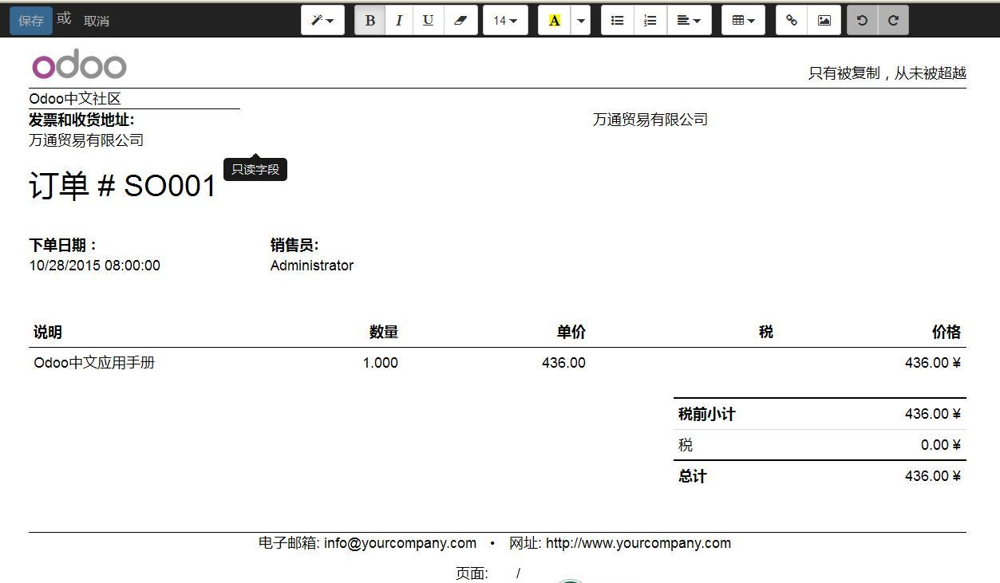 保存 或 取消 B I U 14 A
odoo
只有被复制，从未被超越
Odoo中文社区
发票和收货地址: 万通贸易有限公司
万通贸易有限公司
只读字段
订单 # SO001
下单日期： 销售员:
10/28/2015 08:00:00 Administrator
说明 数量 单价 税 价格
Odoo中文应用手册 1.000 436.00 436.00 ¥
税前小计 436.00 ¥
税 0.00 ¥
总计 436.00 ¥
电子邮箱: info@yourcompany.com • 网址: http://www.yourcompany.com
页面: /